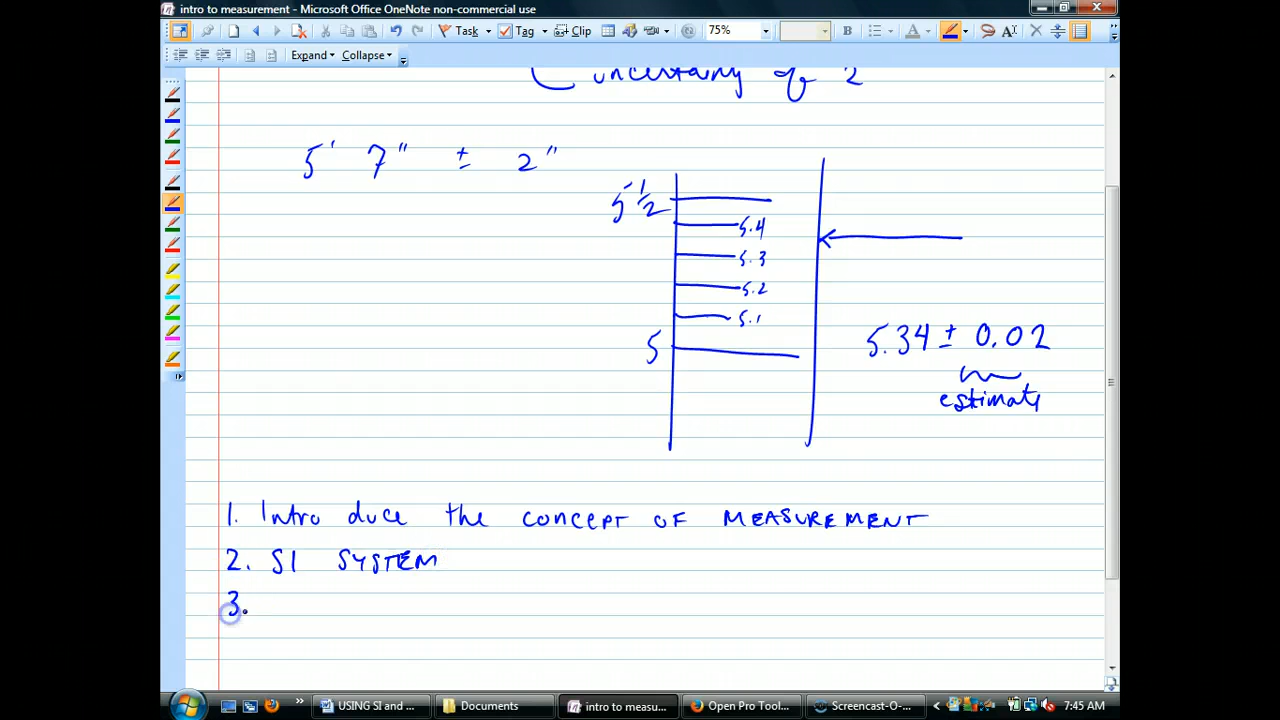 intro to measurement - Microsoft Office OneNote non-commercial use
Task Tag Clip 75% B A
Expand Collapse
uncertainty of 2
5' 7" ± 2"
5 1/2
5.4
5.3
5.2
5.1
5
5.34 ± 0.02
estimate
1. Introduce the concept of MEASUREMENT
2. SI SYSTEM
3.
USING SI and ... Documents intro to measu... Open Pro Tool... Screencast-O-... 7:45 AM